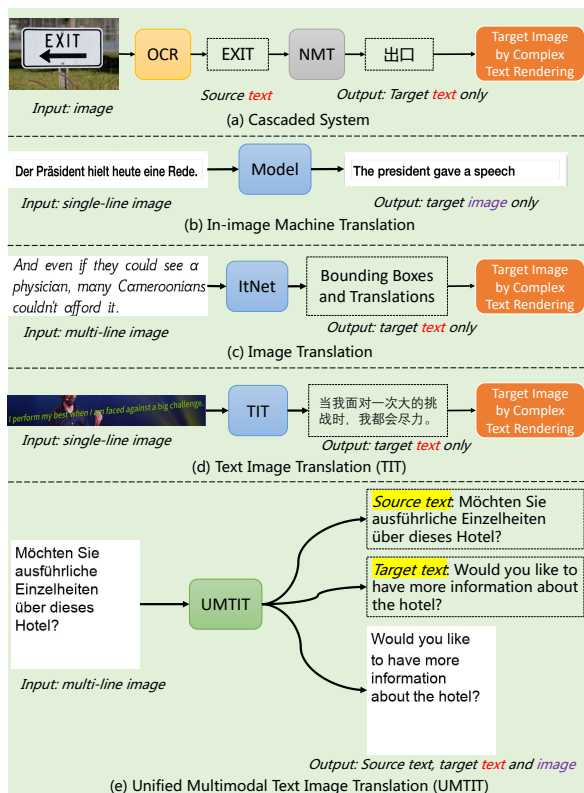 EXIT
OCR
EXIT
NMT
出口
Target Image
by Complex
Text Rendering
Input: image
Source text
Output: Target text only
(a) Cascaded System
Der Präsident hielt heute eine Rede.
Model
The president gave a speech
Input: single-line image
Output: target image only
(b) In-image Machine Translation
And even if they could see a
physician, many Cameroonians
couldn't afford it.
ItNet
Bounding Boxes
and Translations
Target Image
by Complex
Text Rendering
Input: multi-line image
Output: target text only
(c) Image Translation
I perform my best when I am faced against a big challenge.
TIT
当我面对一次大的挑
战时，我都会尽力。
Target Image
by Complex
Text Rendering
Input: single-line image
Output: target text only
(d) Text Image Translation (TIT)
Möchten Sie
ausführliche
Einzelheiten
über dieses
Hotel?
Input: multi-line image
UMTIT
Source text: Möchten Sie
ausführliche Einzelheiten
über dieses Hotel?
Target text: Would you like to
have more information about
the hotel?
Would you like
to have more
information
about the hotel?
Output: Source text, target text and image
(e) Unified Multimodal Text Image Translation (UMTIT)